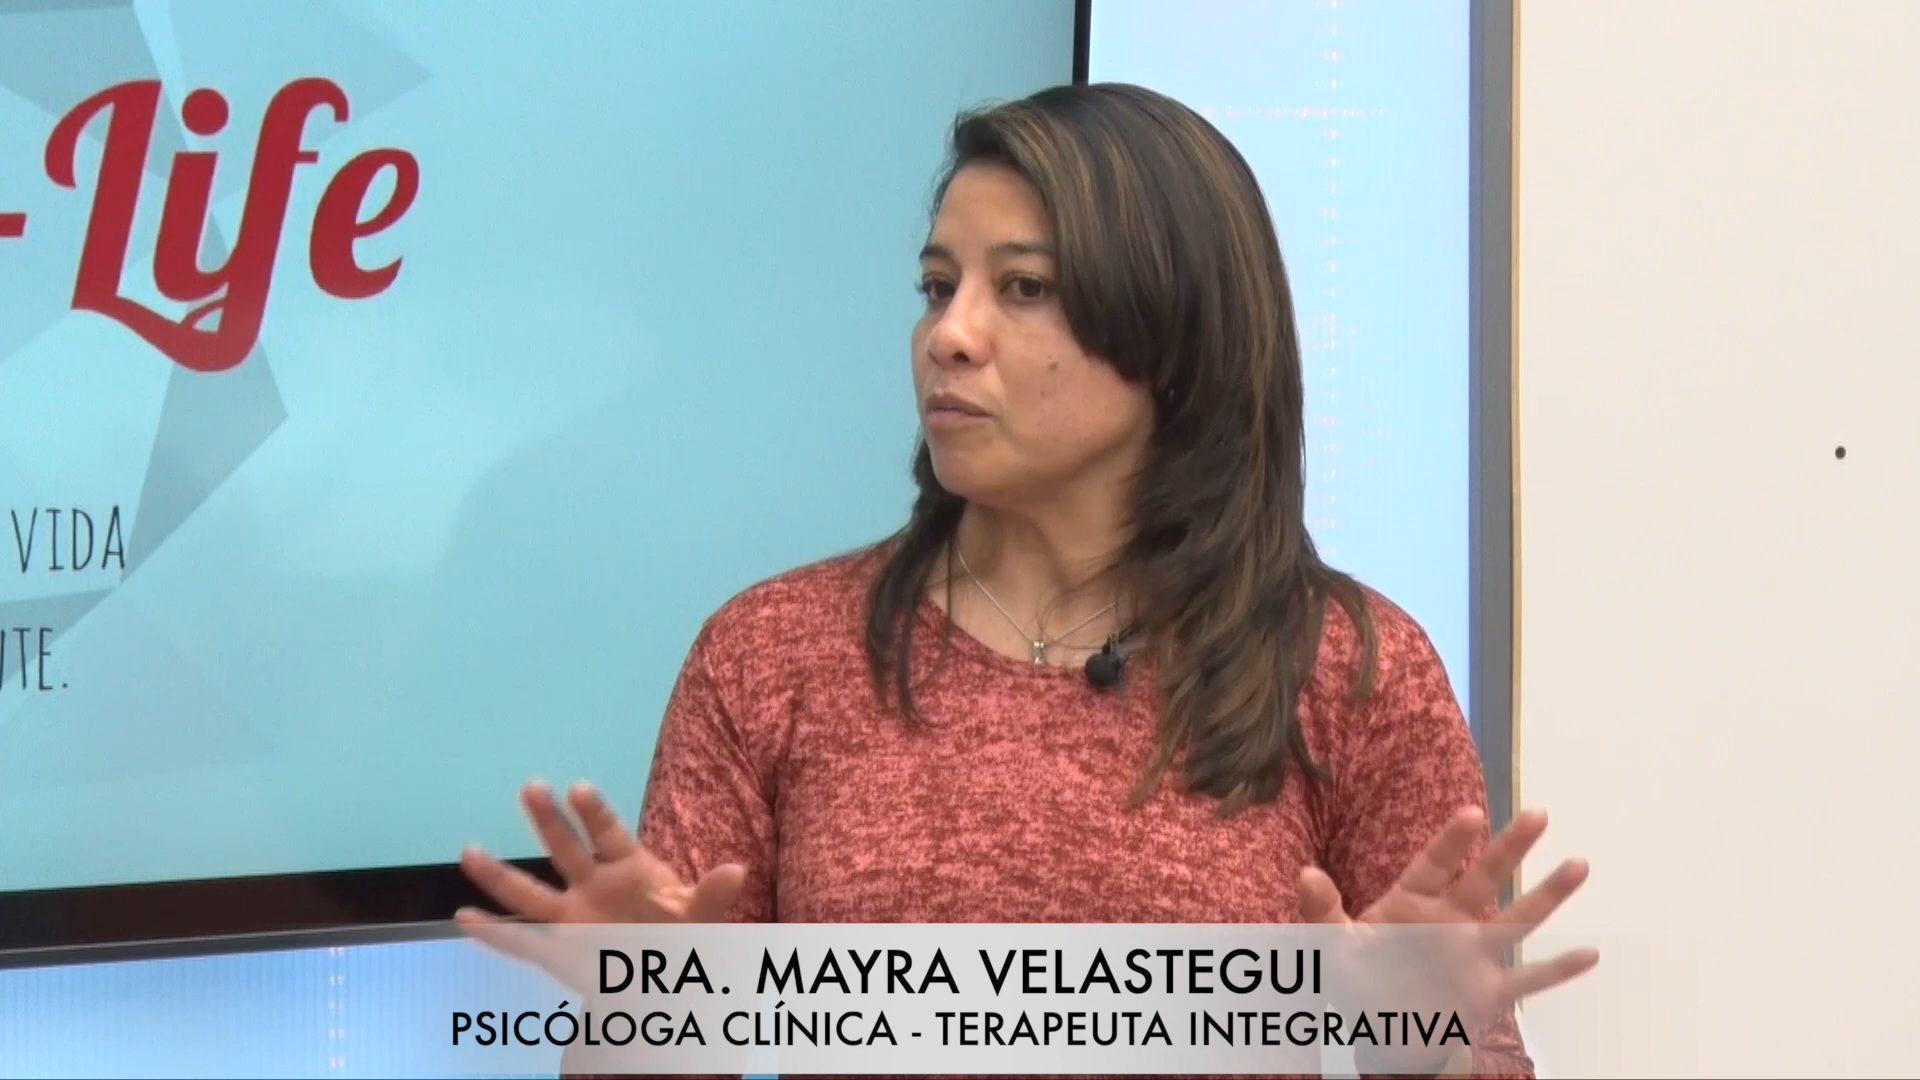 -Life
VIDA
TE.
DRA. MAYRA VELASTEGUI
PSICÓLOGA CLÍNICA - TERAPEUTA INTEGRATIVA